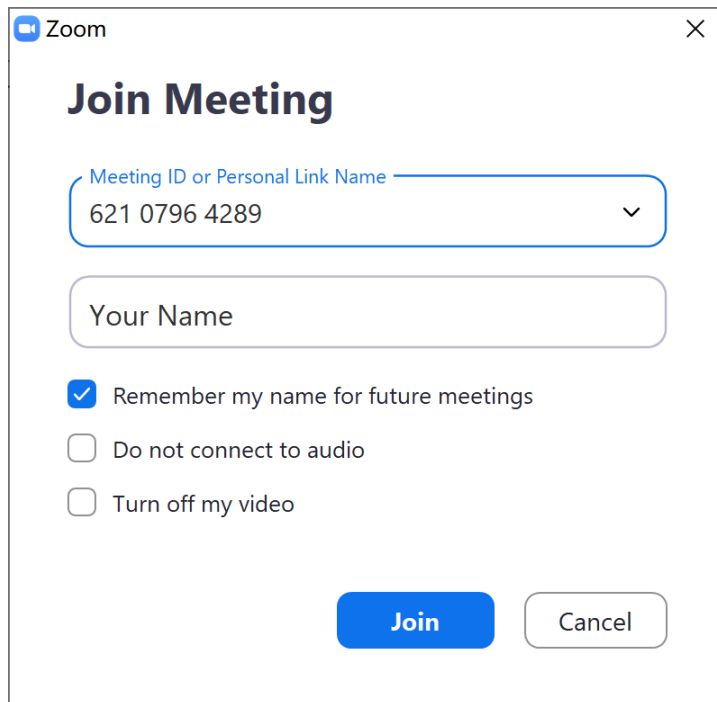 Zoom
Join Meeting
Meeting ID or Personal Link Name
621 0796 4289
Your Name
Remember my name for future meetings
Do not connect to audio
Turn off my video
Join Cancel